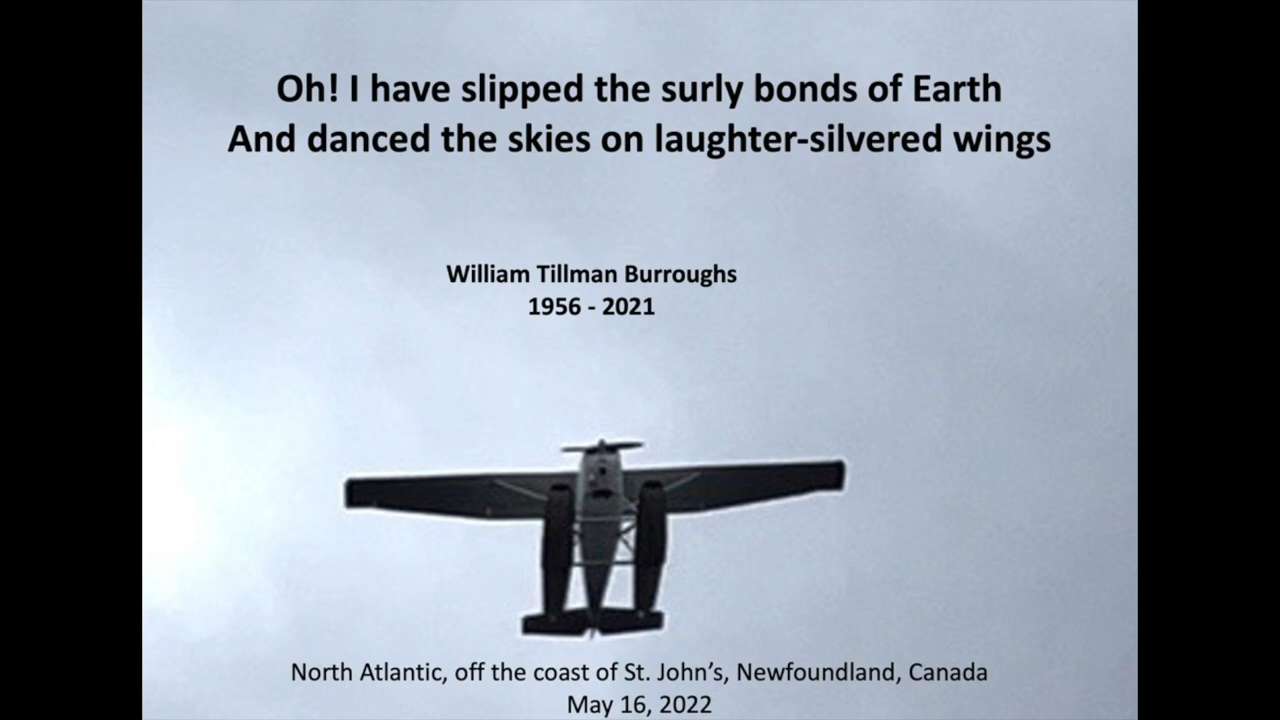 Oh! I have slipped the surly bonds of Earth
And danced the skies on laughter-silvered wings
William Tillman Burroughs
1956 - 2021
North Atlantic, off the coast of St. John’s, Newfoundland, Canada
May 16, 2022